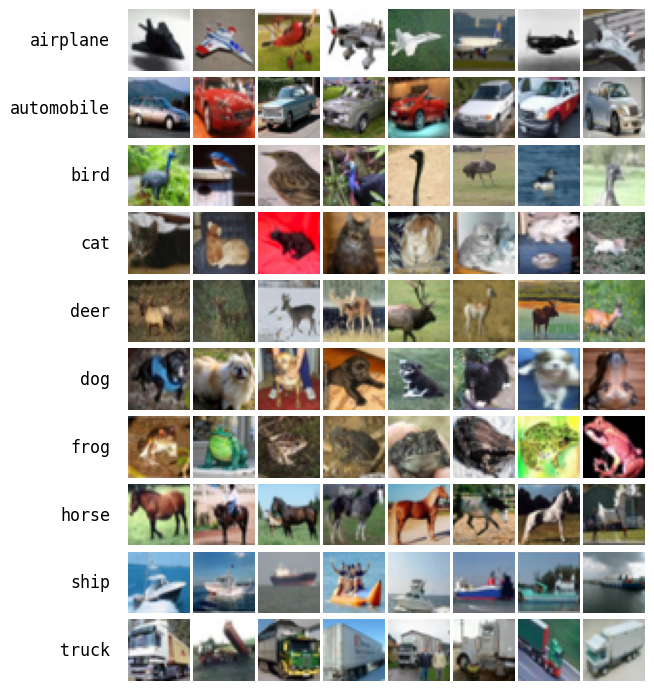 airplane
automobile
bird
cat
deer
dog
frog
horse
ship
truck